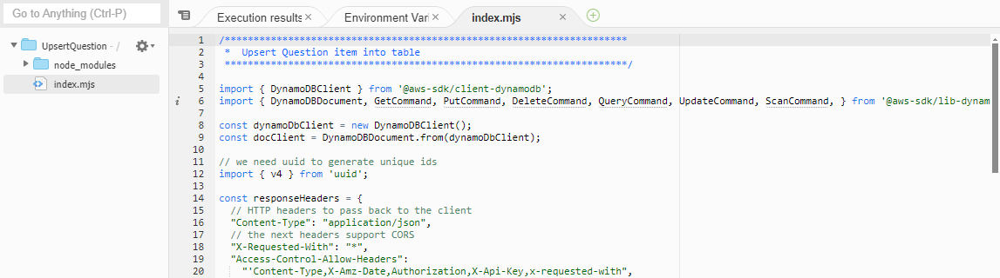 Go to Anything (Ctrl-P)
Execution results
Environment Var
index.mjs
UpsertQuestion - /
node_modules
index.mjs
1 /**********************************************************************
2 * Upsert Question item into table
3 **********************************************************************/
4
5 import { DynamoDBClient } from '@aws-sdk/client-dynamodb';
6 import { DynamoDBDocument, GetCommand, PutCommand, DeleteCommand, QueryCommand, UpdateCommand, ScanCommand, } from '@aws-sdk/lib-dynam
7
8 const dynamoDbClient = new DynamoDBClient();
9 const docClient = DynamoDBDocument.from(dynamoDbClient);
10
11 // we need uuid to generate unique ids
12 import { v4 } from 'uuid';
13
14 const responseHeaders = {
15 // HTTP headers to pass back to the client
16 "Content-Type": "application/json",
17 // the next headers support CORS
18 "X-Requested-With": "*",
19 "Access-Control-Allow-Headers":
20 "'Content-Type,X-Amz-Date,Authorization,X-Api-Key,x-requested-with",